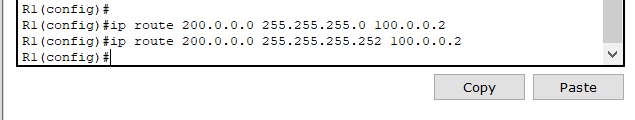 R1(config)#
R1(config)#ip route 200.0.0.0 255.255.255.0 100.0.0.2
R1(config)#ip route 200.0.0.0 255.255.255.252 100.0.0.2
R1(config)#
Copy Paste